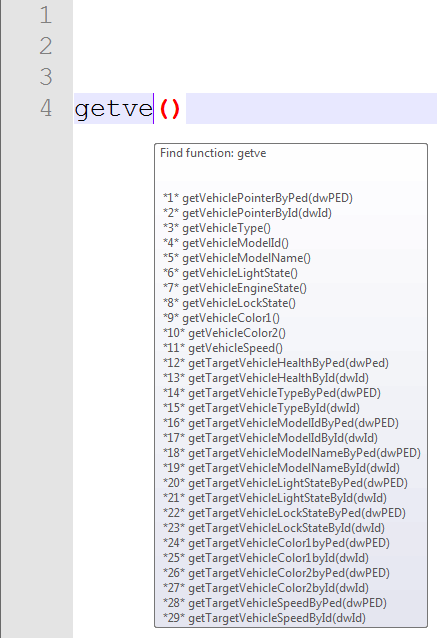 1
2
3
4 getve()
Find function: getve
*1* getVehiclePointerByPed(dwPED)
*2* getVehiclePointerById(dwId)
*3* getVehicleType()
*4* getVehicleModelId()
*5* getVehicleModelName()
*6* getVehicleLightState()
*7* getVehicleEngineState()
*8* getVehicleLockState()
*9* getVehicleColor1()
*10* getVehicleColor2()
*11* getVehicleSpeed()
*12* getTargetVehicleHealthByPed(dwPed)
*13* getTargetVehicleHealthById(dwId)
*14* getTargetVehicleTypeByPed(dwPED)
*15* getTargetVehicleTypeById(dwId)
*16* getTargetVehicleModelIdByPed(dwPED)
*17* getTargetVehicleModelIdById(dwId)
*18* getTargetVehicleModelNameByPed(dwPED)
*19* getTargetVehicleModelNameById(dwId)
*20* getTargetVehicleLightStateByPed(dwPED)
*21* getTargetVehicleLightStateById(dwId)
*22* getTargetVehicleLockStateByPed(dwPED)
*23* getTargetVehicleLockStateById(dwId)
*24* getTargetVehicleColor1byPed(dwPED)
*25* getTargetVehicleColor1byId(dwId)
*26* getTargetVehicleColor2byPed(dwPED)
*27* getTargetVehicleColor2byId(dwId)
*28* getTargetVehicleSpeedByPed(dwPED)
*29* getTargetVehicleSpeedById(dwId)